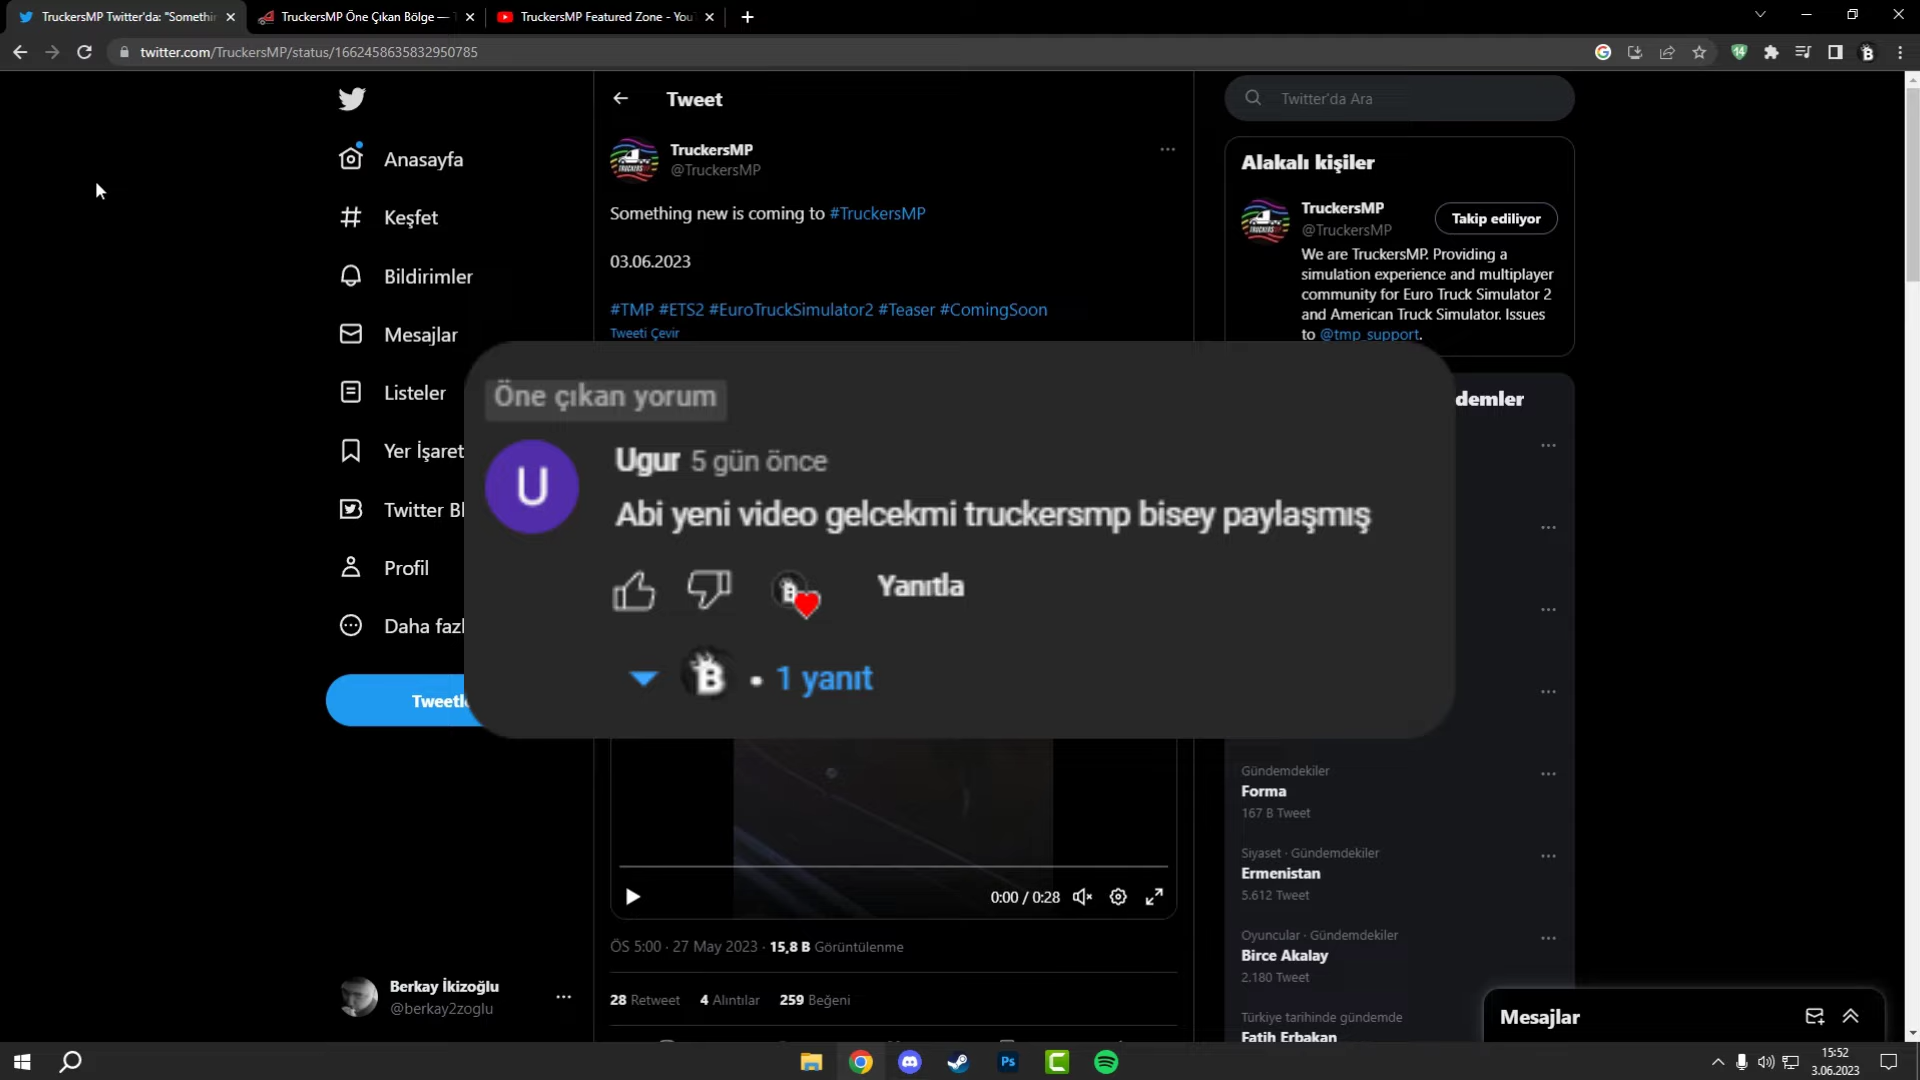 TruckersMP Twitter'da: "Somethin
TruckersMP Öne Çıkan Bölge — T
TruckersMP Featured Zone - YouT
twitter.com/TruckersMP/status/1662458635832950785
14
Tweet
Twitter'da Ara
TruckersMP
@TruckersMP
Anasayfa
Keşfet
Bildirimler
Mesajlar
Listeler
Yer İşaret
Twitter Bl
Profil
Daha fazl
Tweetle
Something new is coming to #TruckersMP
03.06.2023
#TMP #ETS2 #EuroTruckSimulator2 #Teaser #ComingSoon
Tweeti Çevir
Alakalı kişiler
TruckersMP
@TruckersMP
Takip ediliyor
We are TruckersMP. Providing a
simulation experience and multiplayer
community for Euro Truck Simulator 2
and American Truck Simulator. Issues
to @tmp_support.
demler
Öne çıkan yorum
U
Ugur 5 gün önce
Abi yeni video gelcekmi truckersmp bisey paylaşmış
Yanıtla
B • 1 yanıt
0:00 / 0:28
ÖS 5:00 · 27 May 2023 · 15,8 B Görüntülenme
28 Retweet 4 Alıntılar 259 Beğeni
Gündemdekiler
Forma
167 B Tweet
Siyaset · Gündemdekiler
Ermenistan
5.612 Tweet
Oyuncular · Gündemdekiler
Birce Akalay
2.180 Tweet
Türkiye tarihinde gündemde
Fatih Erbakan
Berkay İkizoğlu
@berkay2zoglu
Mesajlar
Ps
15:52
3.06.2023